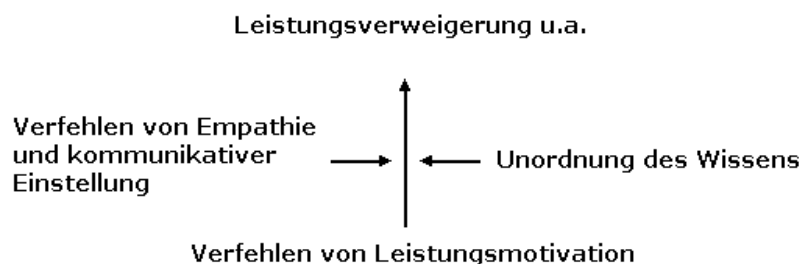 Leistungsverweigerung u.a.
Verfehlen von Empathie
und kommunikativer
Einstellung
Unordnung des Wissens
Verfehlen von Leistungsmotivation